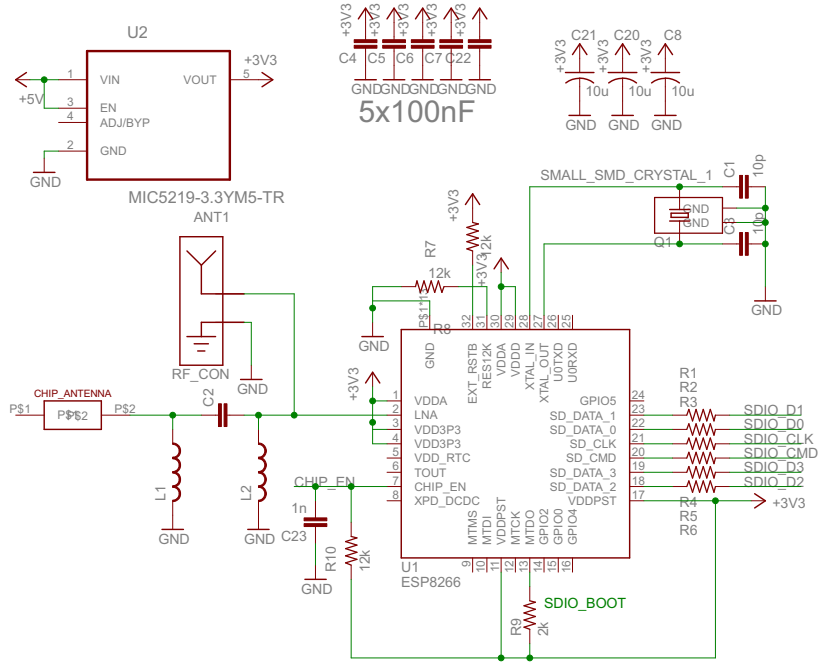 U2
+3V3
+3V3
+3V3
+3V3
+3V3
C4
C5
C6
C7
C22
GND
GND
GND
GND
GND
5x100nF
C21
C20
C8
+3V3
+3V3
+3V3
10u
10u
10u
GND
GND
GND
1
VIN
VOUT
5
+3V3
+5V
3
EN
4
ADJ/BYP
2
GND
GND
MIC5219-3.3YM5-TR
ANT1
RF_CON
GND
SMALL_SMD_CRYSTAL_1
C1
10p
GND
GND
C3
10p
Q1
GND
+3V3
12k
R7
12k
+3V3
R8
GND
GND
32
31
30
29
28
27
26
25
EXT_RSTB
RES12K
VDDA
VDDD
XTAL_IN
XTAL_OUT
U0TXD
U0RXD
+3V3
CHIP_ANTENNA
P$1
P$2
P$2
C2
L1
L2
GND
GND
1
VDDA
2
LNA
3
VD3P3
4
VD3P3
5
VDD_RTC
6
TOUT
7
CHIP_EN
8
XPD_DCDC
GPIO5
24
SD_DATA_1
23
SD_DATA_0
22
SD_CLK
21
SD_CMD
20
SD_DATA_3
19
SD_DATA_2
18
VDDPST
17
R1
R2
R3
SDIO_D1
SDIO_D0
SDIO_CLK
SDIO_CMD
SDIO_D3
SDIO_D2
R4
R5
R6
+3V3
CHIP_EN
1n
C23
GND
R10
12k
MTMS
MTDI
VDDPST
MTCK
MTDO
GPIO2
GPIO0
GPIO4
9
10
11
12
13
14
15
16
U1
ESP8266
R9
2k
SDIO_BOOT